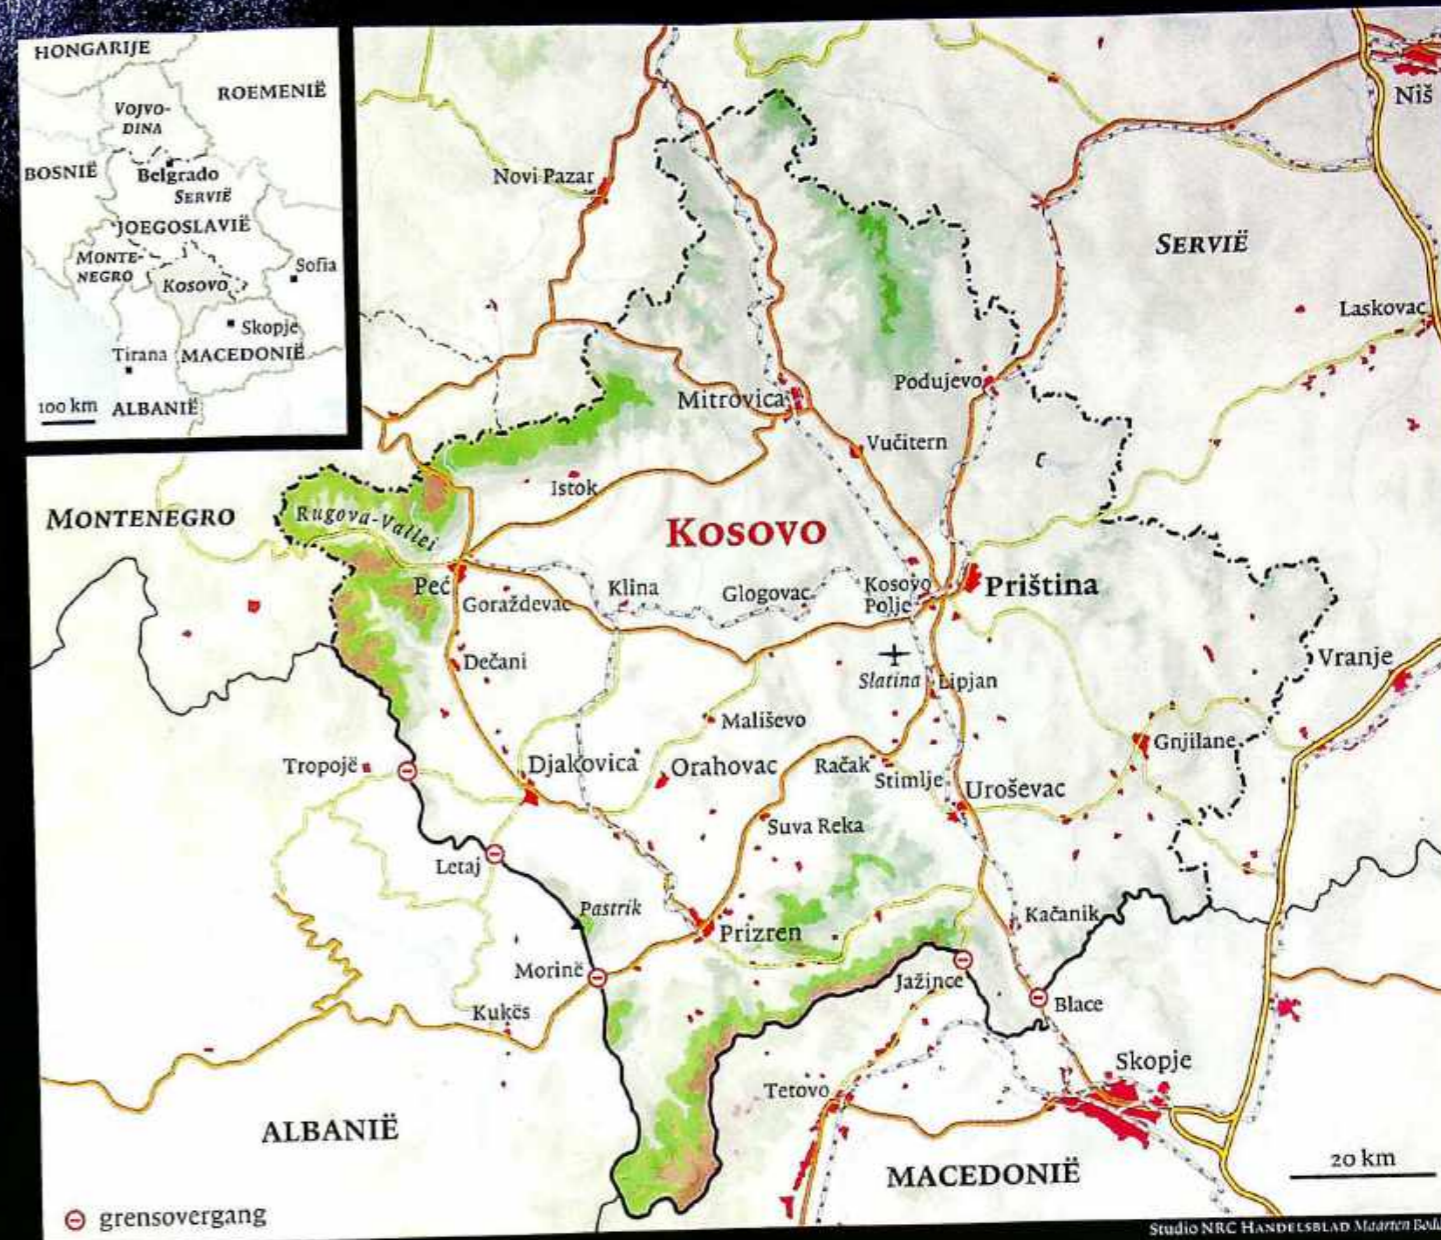 HONGARIJE
ROEMENIË
VOJVO-
DINA
BOSNIË
Belgrado
SERVIË
JOEGOSLAVIË
MONTE-
NEGRO
Sofia
KOSOVO
Skopje
Tirana
MACEDONIË
100 km
ALBANIË
Niš
Novi Pazar
SERVIË
Laskovac
Podujevo
Mitrovica
Vučitern
Istok
MONTENEGRO
Rugova-Vallei
KOSOVO
Peć
Goraždevac
Klina
Glogovac
Kosovo
Polje
Priština
Dečani
Slatina
Lipjan
Vranje
Mališevo
Gnjilane
Tropojë
Djakovica
Orahovac
Račak
Stimlje
Uroševac
Suva Reka
Letaj
Pastrik
Prizren
Kačanik
Morinë
Jažince
Blace
Kukës
Skopje
Tetovo
ALBANIË
MACEDONIË
20 km
grensovergang
Studio NRC HANDELSBLAD Maarten